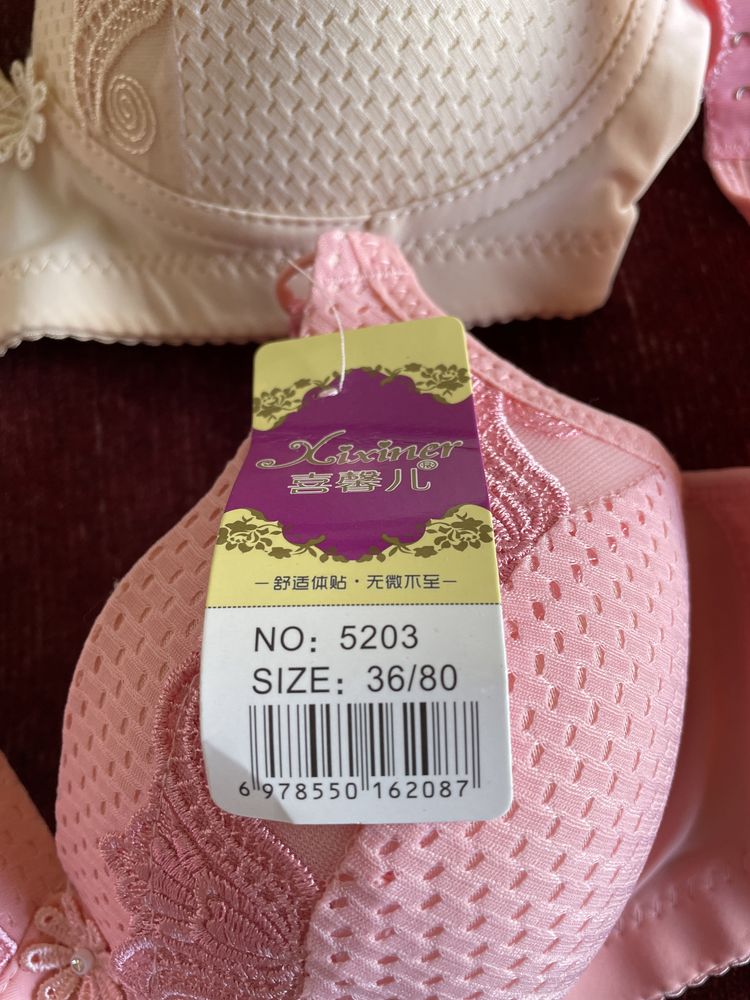 Xixiner
喜馨儿®
—舒适体贴·无微不至—
NO: 5203
SIZE: 36/80
6 978550 162087